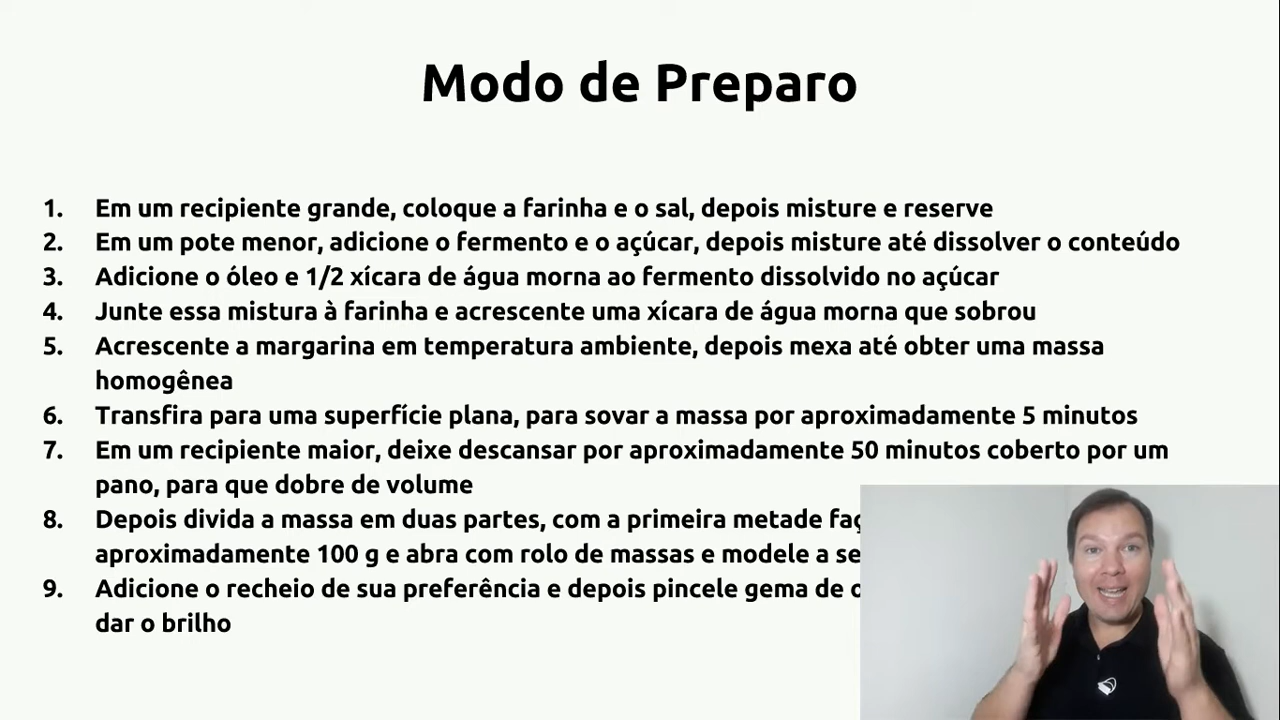 Modo de Preparo
1. Em um recipiente grande, coloque a farinha e o sal, depois misture e reserve
2. Em um pote menor, adicione o fermento e o açúcar, depois misture até dissolver o conteúdo
3. Adicione o óleo e 1/2 xícara de água morna ao fermento dissolvido no açúcar
4. Junte essa mistura à farinha e acrescente uma xícara de água morna que sobrou
5. Acrescente a margarina em temperatura ambiente, depois mexa até obter uma massa
homogênea
6. Transfira para uma superfície plana, para sovar a massa por aproximadamente 5 minutos
7. Em um recipiente maior, deixe descansar por aproximadamente 50 minutos coberto por um
pano, para que dobre de volume
8. Depois divida a massa em duas partes, com a primeira metade
aproximadamente 100 g e abra com rolo de massas e modele a
9. Adicione o recheio de sua preferência e depois pincele gema de
dar o brilho